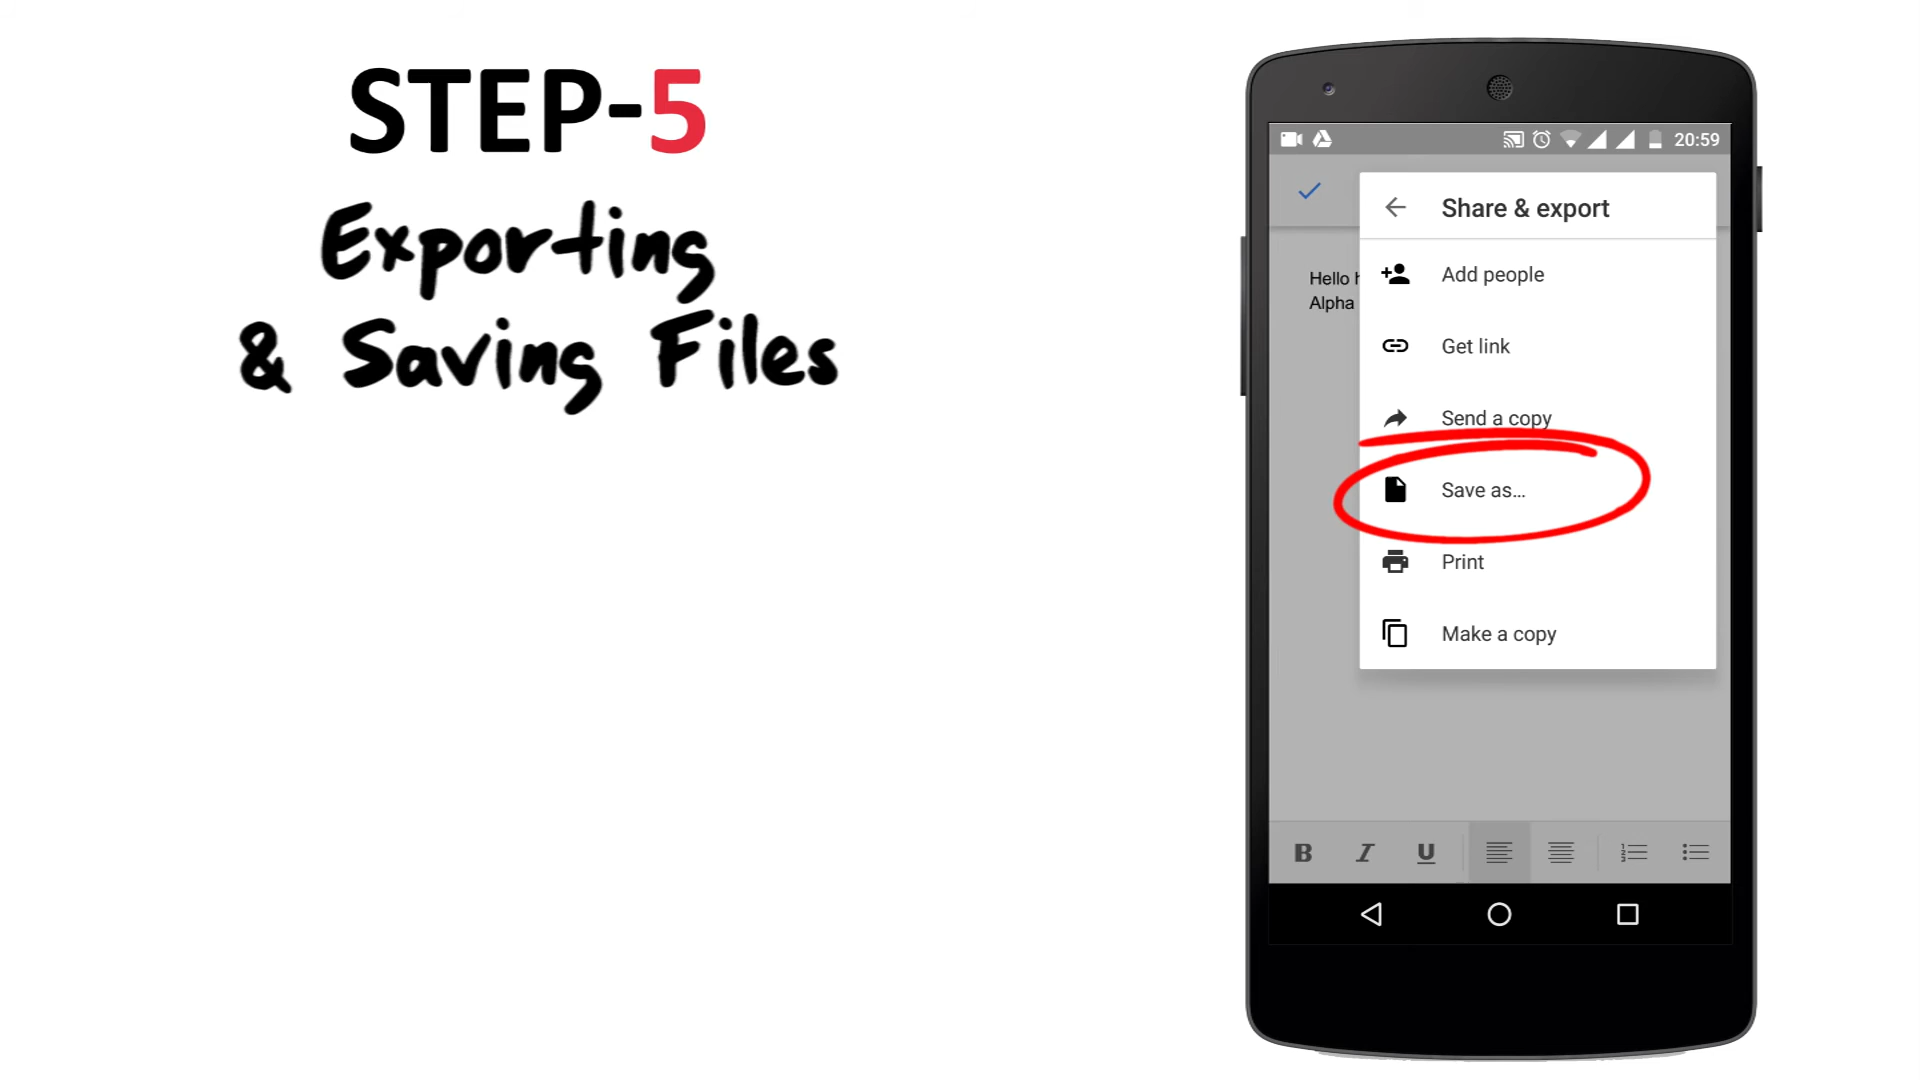 STEP-5
Exporting
& Saving Files
20:59
Share & export
Hello
Alpha
Add people
Get link
Send a copy
Save as...
Print
Make a copy
B I U